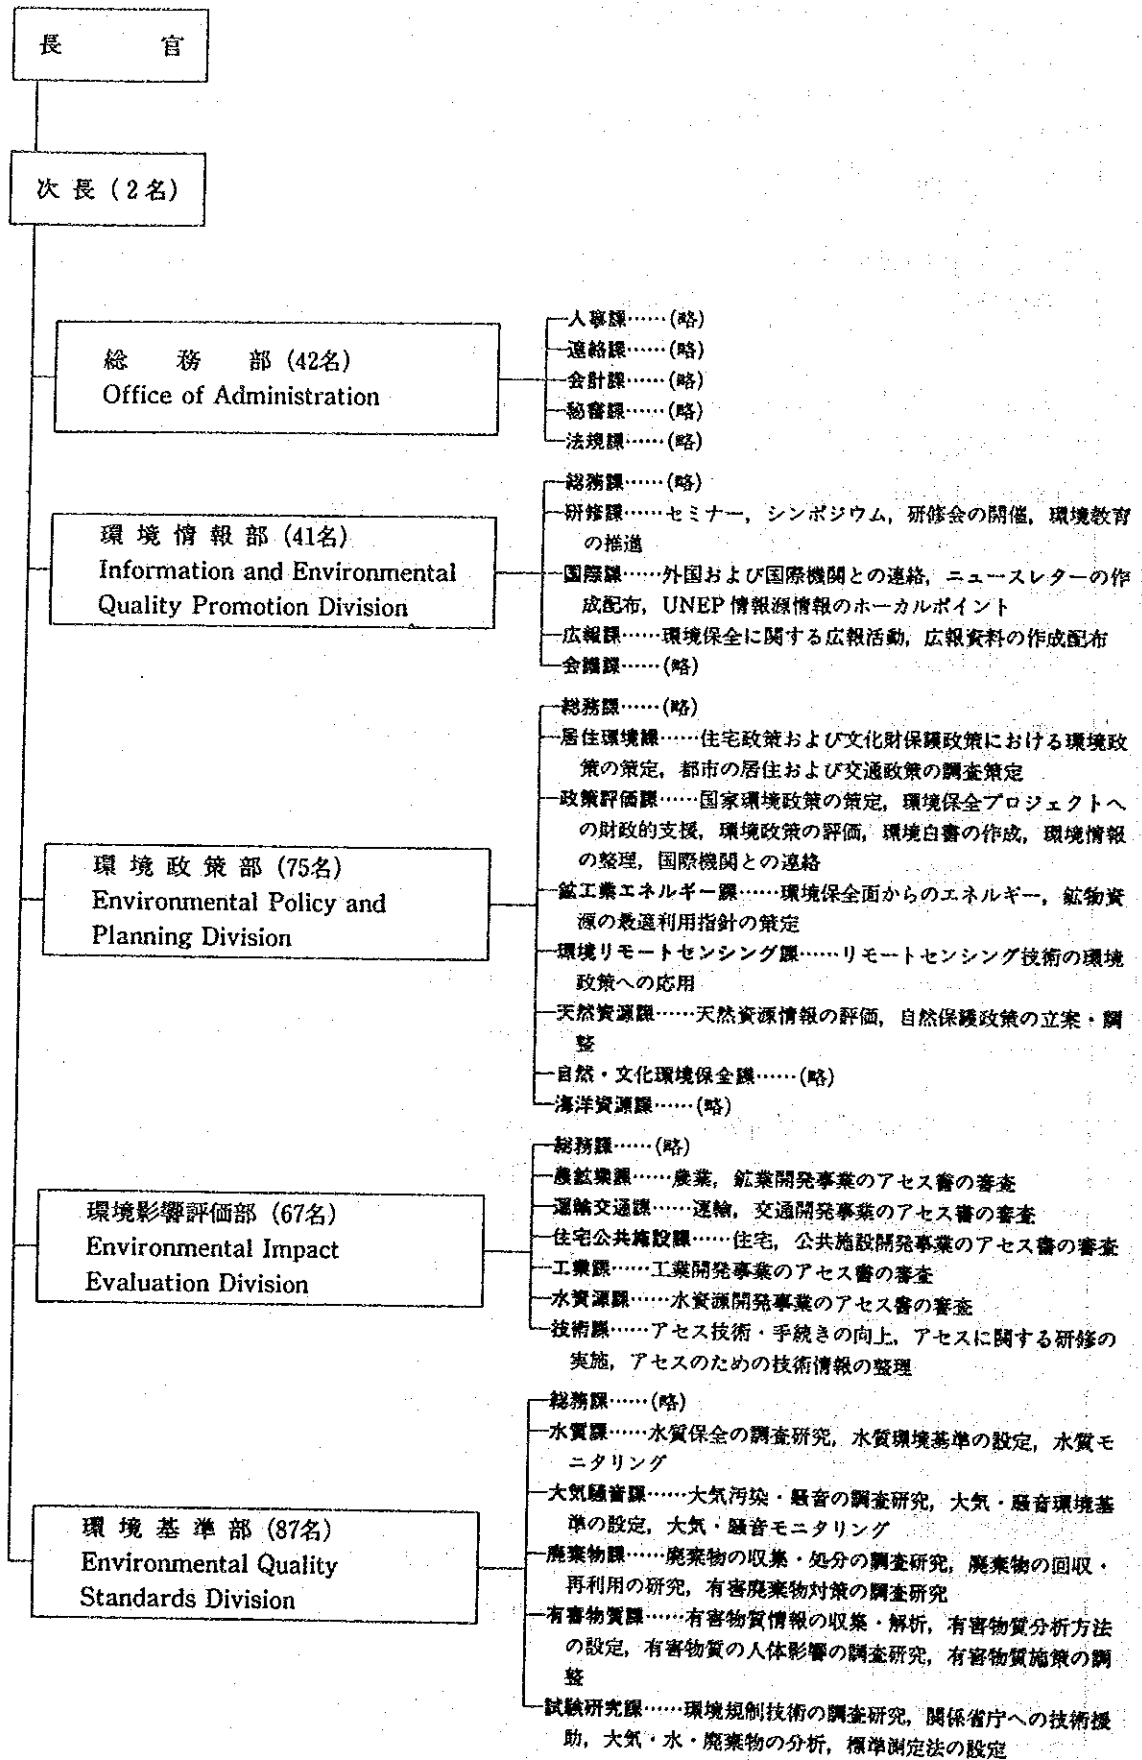 長　官
次 長 (2名)
総　務　部 (42名)
Office of Administration
人事課……(略)
連絡課……(略)
会計課……(略)
秘書課……(略)
法規課……(略)
環 境 情 報 部 (41名)
Information and Environmental
Quality Promotion Division
総務課……(略)
研修課……セミナー, シンポジウム, 研修会の開催, 環境教育
の推進
国際課……外国および国際機関との連絡, ニュースレターの作
成配布, UNEP 情報源情報のホーカルポイント
広報課……環境保全に関する広報活動, 広報資料の作成配布
会議課……(略)
環 境 政 策 部 (75名)
Environmental Policy and
Planning Division
総務課……(略)
居住環境課……住宅政策および文化財保護政策における環境政
策の策定, 都市の居住および交通政策の調査策定
政策評価課……国家環境政策の策定, 環境保全プロジェクトへ
の財政的支援, 環境政策の評価, 環境白書の作成, 環境情報
の整理, 国際機関との連絡
鉱工業エネルギー課……環境保全面からのエネルギー, 鉱物資
源の最適利用指針の策定
環境リモートセンシング課……リモートセンシング技術の環境
政策への応用
天然資源課……天然資源情報の評価, 自然保護政策の立案・調
整
自然・文化環境保全課……(略)
海洋資源課……(略)
環境影響評価部 (67名)
Environmental Impact
Evaluation Division
総務課……(略)
農鉱業課……農業, 鉱業開発事業のアセス書の審査
運輸交通課……運輸, 交通開発事業のアセス書の審査
住宅公共施設課……住宅, 公共施設開発事業のアセス書の審査
工業課……工業開発事業のアセス書の審査
水資源課……水資源開発事業のアセス書の審査
技術課……アセス技術・手続きの向上, アセスに関する研修の
実施, アセスのための技術情報の整理
環 境 基 準 部 (87名)
Environmental Quality
Standards Division
総務課……(略)
水質課……水質保全の調査研究, 水質環境基準の設定, 水質モ
ニタリング
大気騒音課……大気汚染・騒音の調査研究, 大気・騒音環境基
準の設定, 大気・騒音モニタリング
廃棄物課……廃棄物の収集・処分の調査研究, 廃棄物の回収・
再利用の研究, 有害廃棄物対策の調査研究
有害物質課……有害物質情報の収集・解析, 有害物質分析方法
の設定, 有害物質の人体影響の調査研究, 有害物質施策の調
整
試験研究課……環境規制技術の調査研究, 関係省庁への技術援
助, 大気・水・廃棄物の分析, 標準測定法の設定